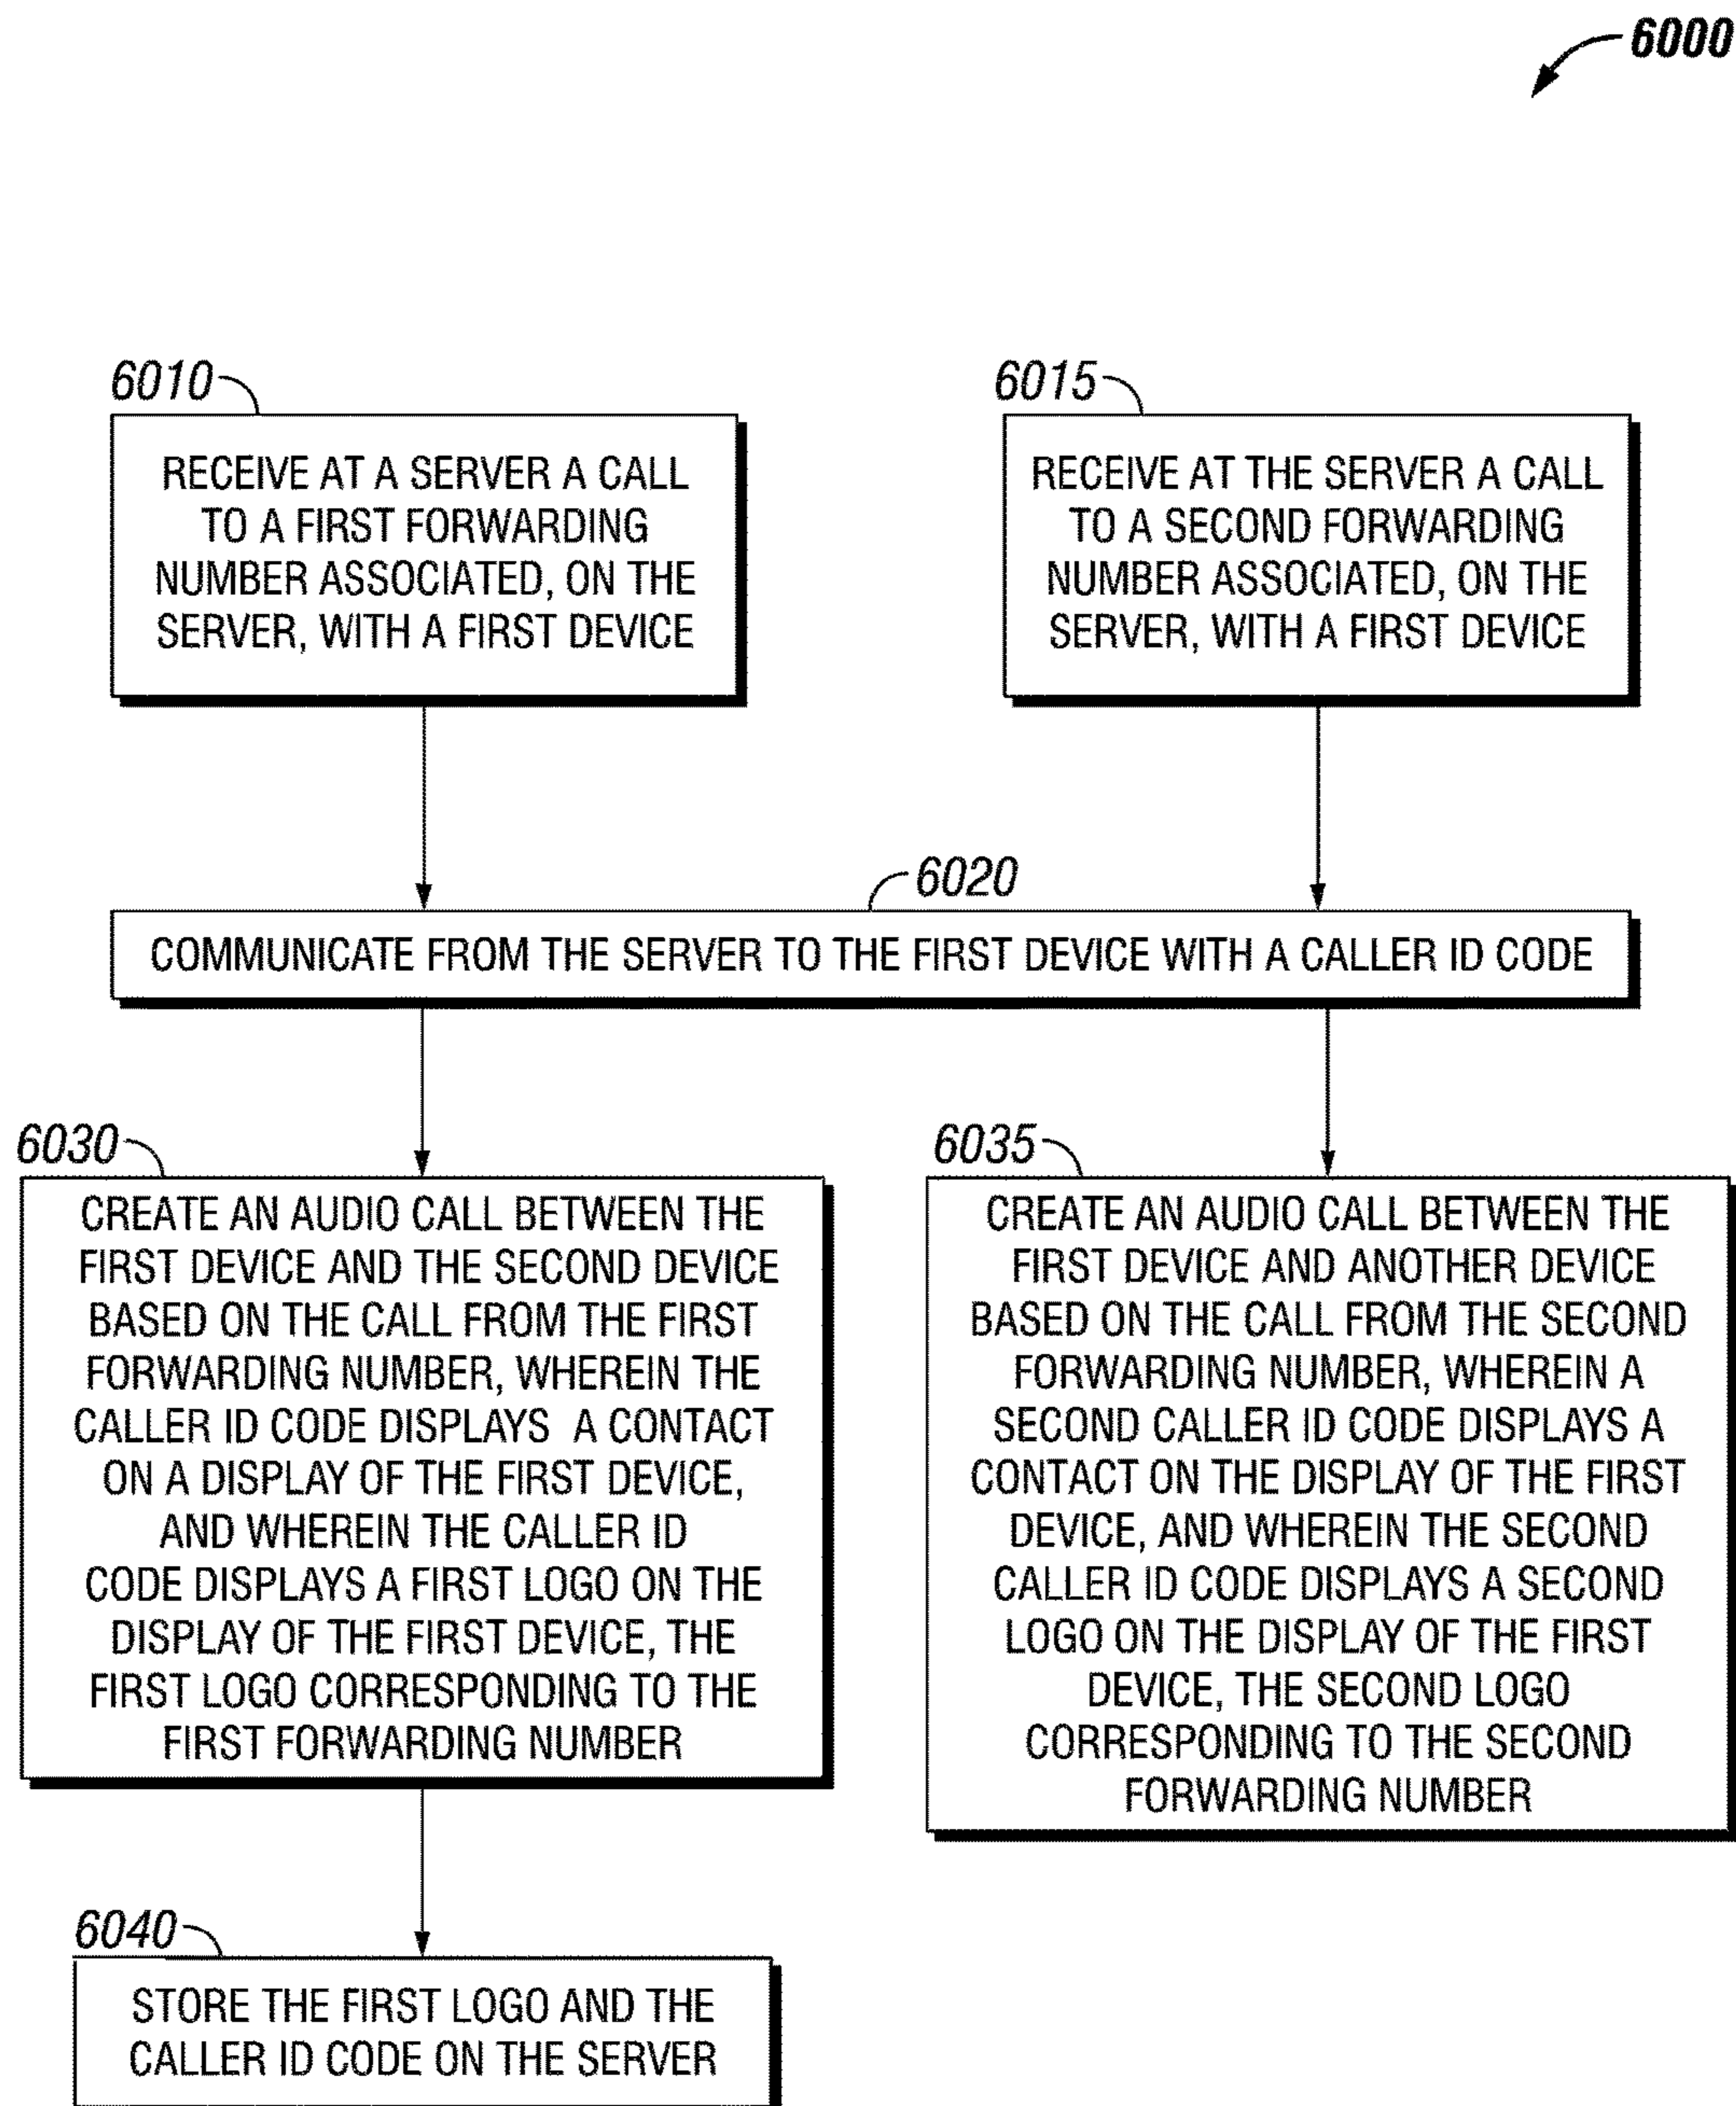 6000
6010
RECEIVE AT A SERVER A CALL
TO A FIRST FORWARDING
NUMBER ASSOCIATED, ON THE
SERVER, WITH A FIRST DEVICE
6015
RECEIVE AT THE SERVER A CALL
TO A SECOND FORWARDING
NUMBER ASSOCIATED, ON THE
SERVER, WITH A FIRST DEVICE
6020
COMMUNICATE FROM THE SERVER TO THE FIRST DEVICE WITH A CALLER ID CODE
6030
CREATE AN AUDIO CALL BETWEEN THE
FIRST DEVICE AND THE SECOND DEVICE
BASED ON THE CALL FROM THE FIRST
FORWARDING NUMBER, WHEREIN THE
CALLER ID CODE DISPLAYS A CONTACT
ON A DISPLAY OF THE FIRST DEVICE,
AND WHEREIN THE CALLER ID
CODE DISPLAYS A FIRST LOGO ON THE
DISPLAY OF THE FIRST DEVICE, THE
FIRST LOGO CORRESPONDING TO THE
FIRST FORWARDING NUMBER
6035
CREATE AN AUDIO CALL BETWEEN THE
FIRST DEVICE AND ANOTHER DEVICE
BASED ON THE CALL FROM THE SECOND
FORWARDING NUMBER, WHEREIN A
SECOND CALLER ID CODE DISPLAYS A
CONTACT ON THE DISPLAY OF THE FIRST
DEVICE, AND WHEREIN THE SECOND
CALLER ID CODE DISPLAYS A SECOND
LOGO ON THE DISPLAY OF THE FIRST
DEVICE, THE SECOND LOGO
CORRESPONDING TO THE SECOND
FORWARDING NUMBER
6040
STORE THE FIRST LOGO AND THE
CALLER ID CODE ON THE SERVER